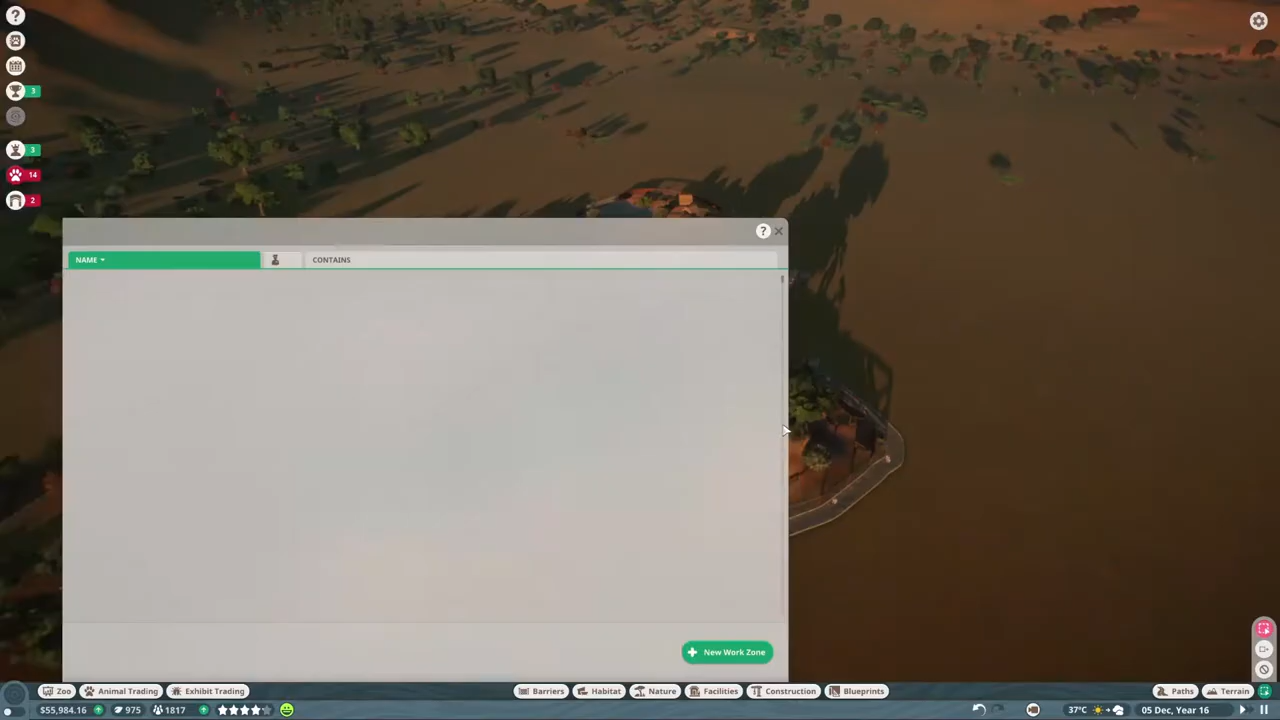 ?
3
3
14
2
?
NAME
CONTAINS
New Work Zone
Zoo
Animal Trading
Exhibit Trading
Barriers
Habitat
Nature
Facilities
Construction
Blueprints
Paths
Terrain
$55,984.16
975
1817
37°C
05 Dec, Year 16